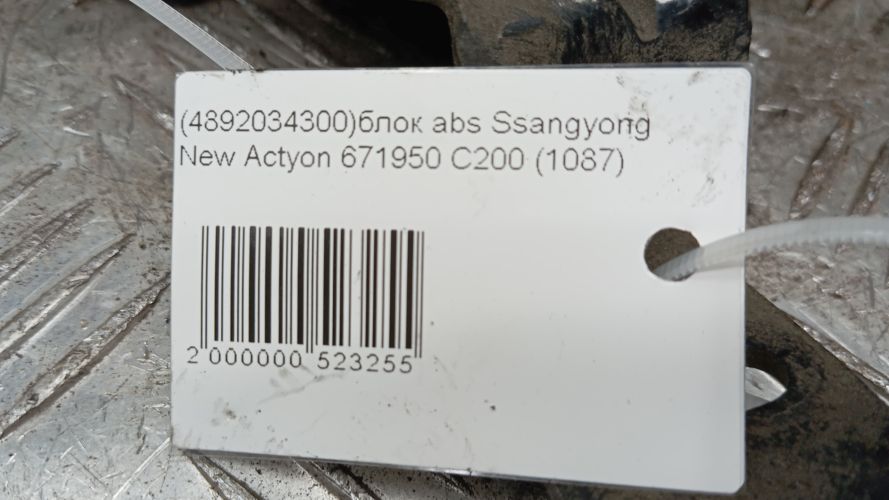 (4892034300)блок abs Ssangyong
New Actyon 671950 C200 (1087)
2 000000 523255